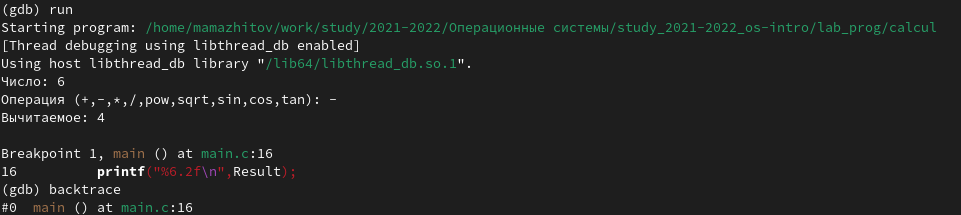 (gdb) run
Starting program: /home/mamazhitov/work/study/2021-2022/Операционные системы/study_2021-2022_os-intro/lab_prog/calcul
[Thread debugging using libthread_db enabled]
Using host libthread_db library "/lib64/libthread_db.so.1".
Число: 6
Операция (+,-,*,/,pow,sqrt,sin,cos,tan): -
Вычитаемое: 4
Breakpoint 1, main () at main.c:16
16 printf("%6.2f\n",Result);
(gdb) backtrace
#0 main () at main.c:16